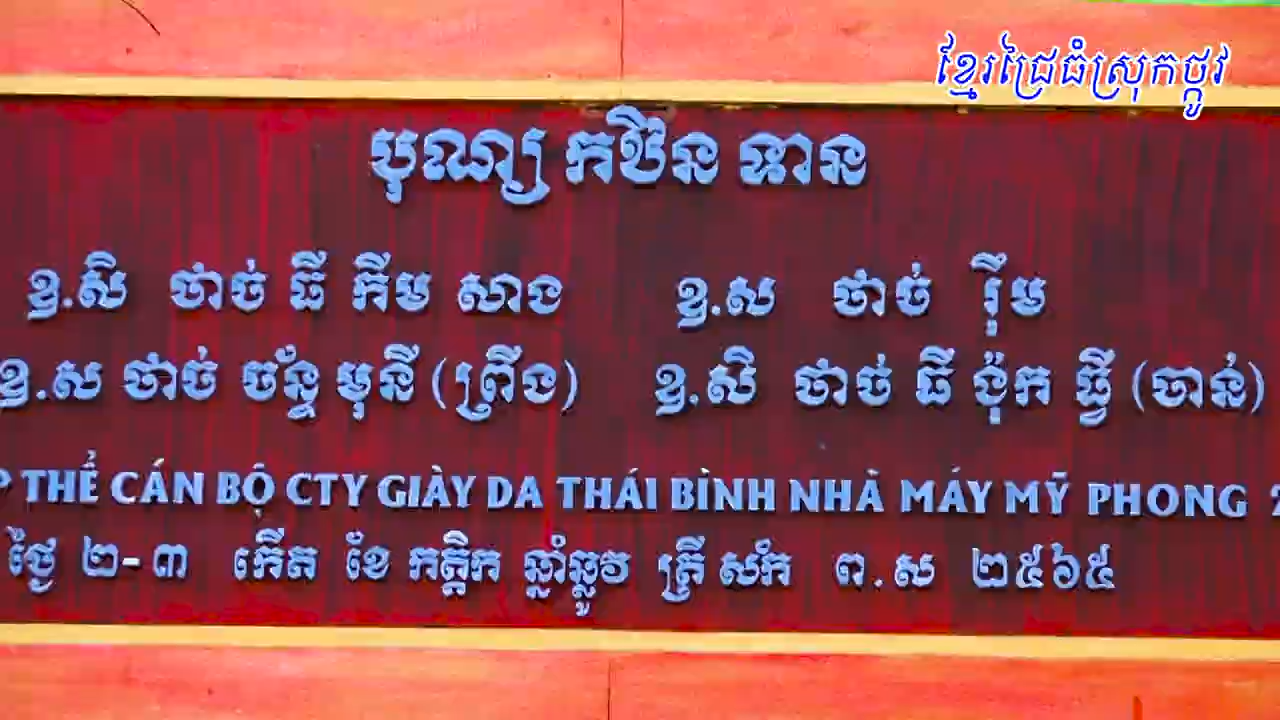 ខ្មែរជ្រៃធំស្រុកថ្កូវ
បុណ្យ កឋិន ទាន
ឧ.សិ ថាច់ ធី គីម សាង ឧ.ស ថាច់ រ៉ឹម
ឧ.ស ថាច់ ច័ន្ទ មុនី (ព្រឹង) ឧ.សិ ថាច់ ធី ង៉ុក ធ្វី (ចាន់)
THỂ CÁN BỘ CTY GIÀY DA THÁI BÌNH NHÀ MÁY MỸ PHONG
ថ្ងៃ ២-៣ កើត ខែ កត្តិក ឆ្នាំឆ្លូវ ត្រីស័ក ព.ស ២៥៦៥